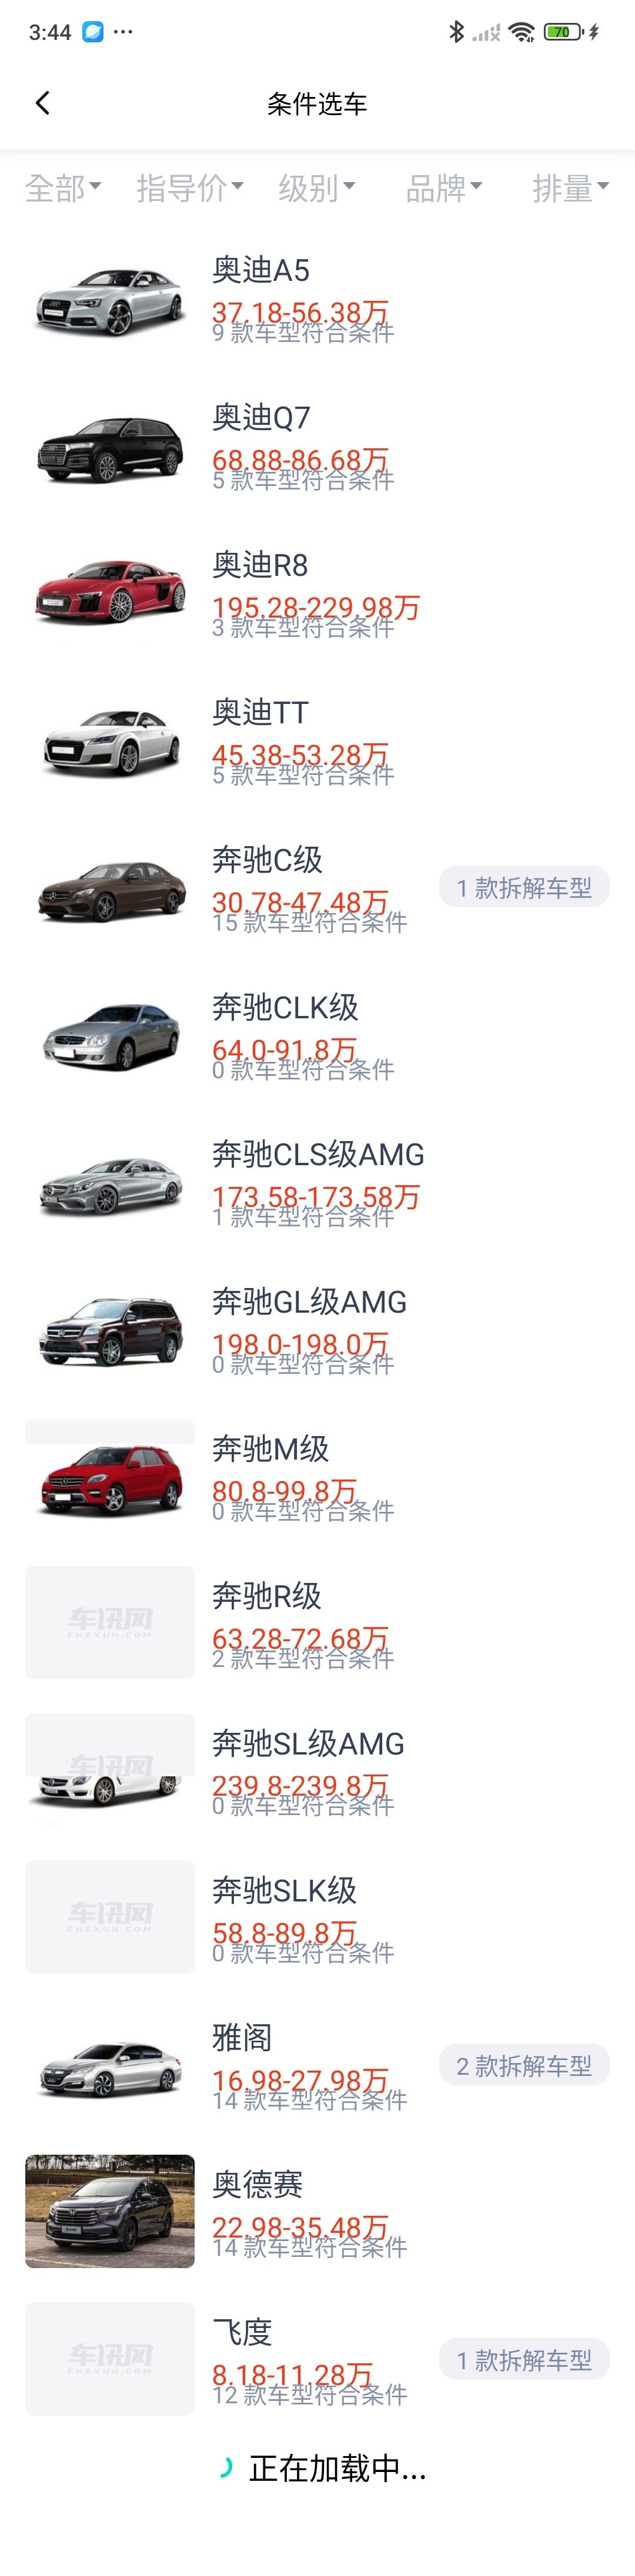 3:44
70
条件选车
全部 指导价 级别 品牌 排量
奥迪A5
37.18-56.38万
9 款车型符合条件
奥迪Q7
68.88-86.68万
5 款车型符合条件
奥迪R8
195.28-229.98万
3 款车型符合条件
奥迪TT
45.38-53.28万
5 款车型符合条件
奔驰C级
30.78-47.48万
1 款拆解车型
15 款车型符合条件
奔驰CLK级
64.0-91.8万
0 款车型符合条件
奔驰CLS级AMG
173.58-173.58万
1 款车型符合条件
奔驰GL级AMG
198.0-198.0万
0 款车型符合条件
奔驰M级
80.8-99.8万
0 款车型符合条件
车讯网
CHEXUN.COM
奔驰R级
63.28-72.68万
2 款车型符合条件
车讯网
奔驰SL级AMG
239.8-239.8万
0 款车型符合条件
车讯网
CHEXUN.COM
奔驰SLK级
58.8-89.8万
0 款车型符合条件
雅阁
16.98-27.98万
2 款拆解车型
14 款车型符合条件
奥德赛
22.98-35.48万
14 款车型符合条件
车讯网
CHEXUN.COM
飞度
8.18-11.28万
1 款拆解车型
12 款车型符合条件
正在加载中...